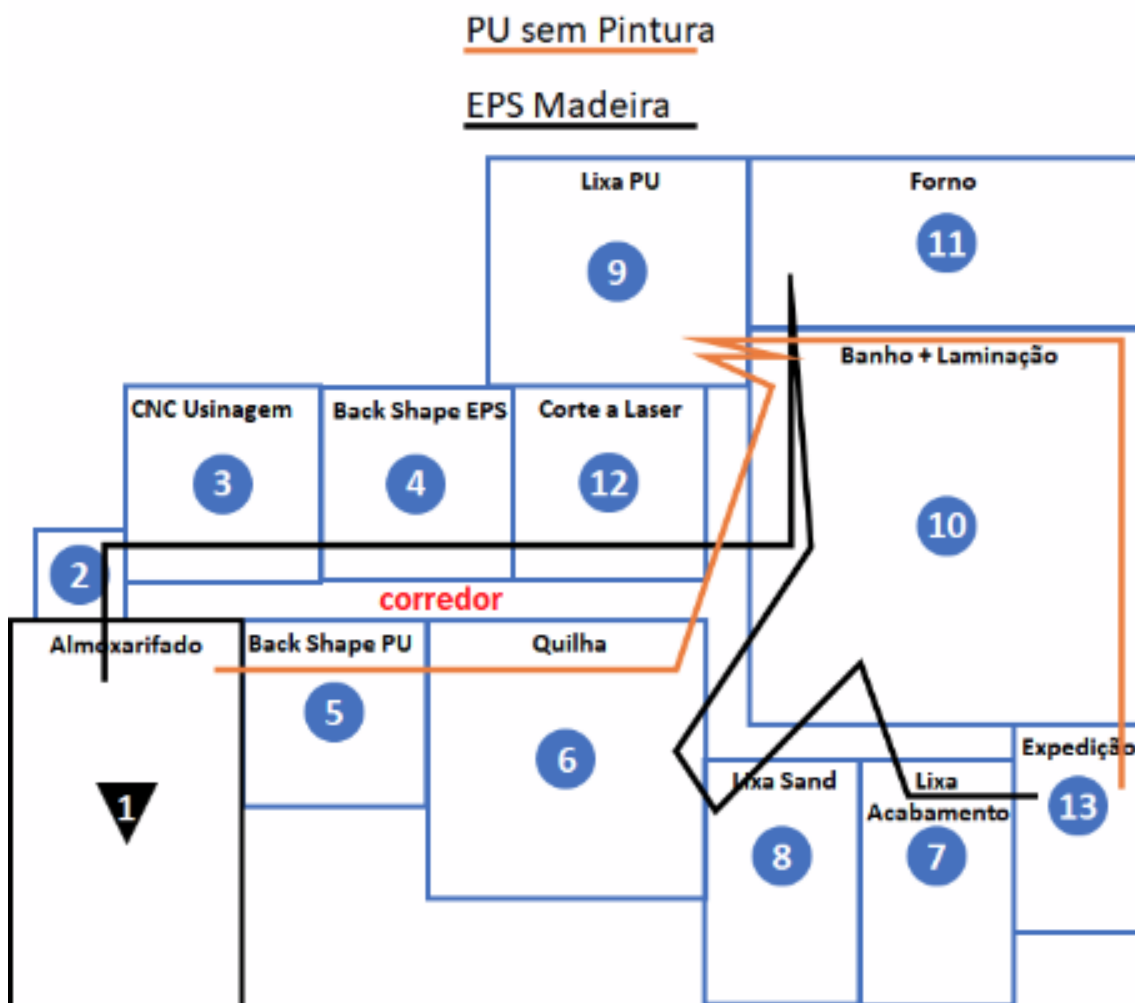 PU sem Pintura
EPS Madeira
Lixa PU
9
Forno
11
Banho + Laminação
10
CNC Usinagem
3
Back Shape EPS
4
Corte a Laser
12
2
corredor
Almoxarifado
1
Back Shape PU
5
Quilha
6
Lixa Sand
8
Lixa
Acabamento
7
Expedição
13